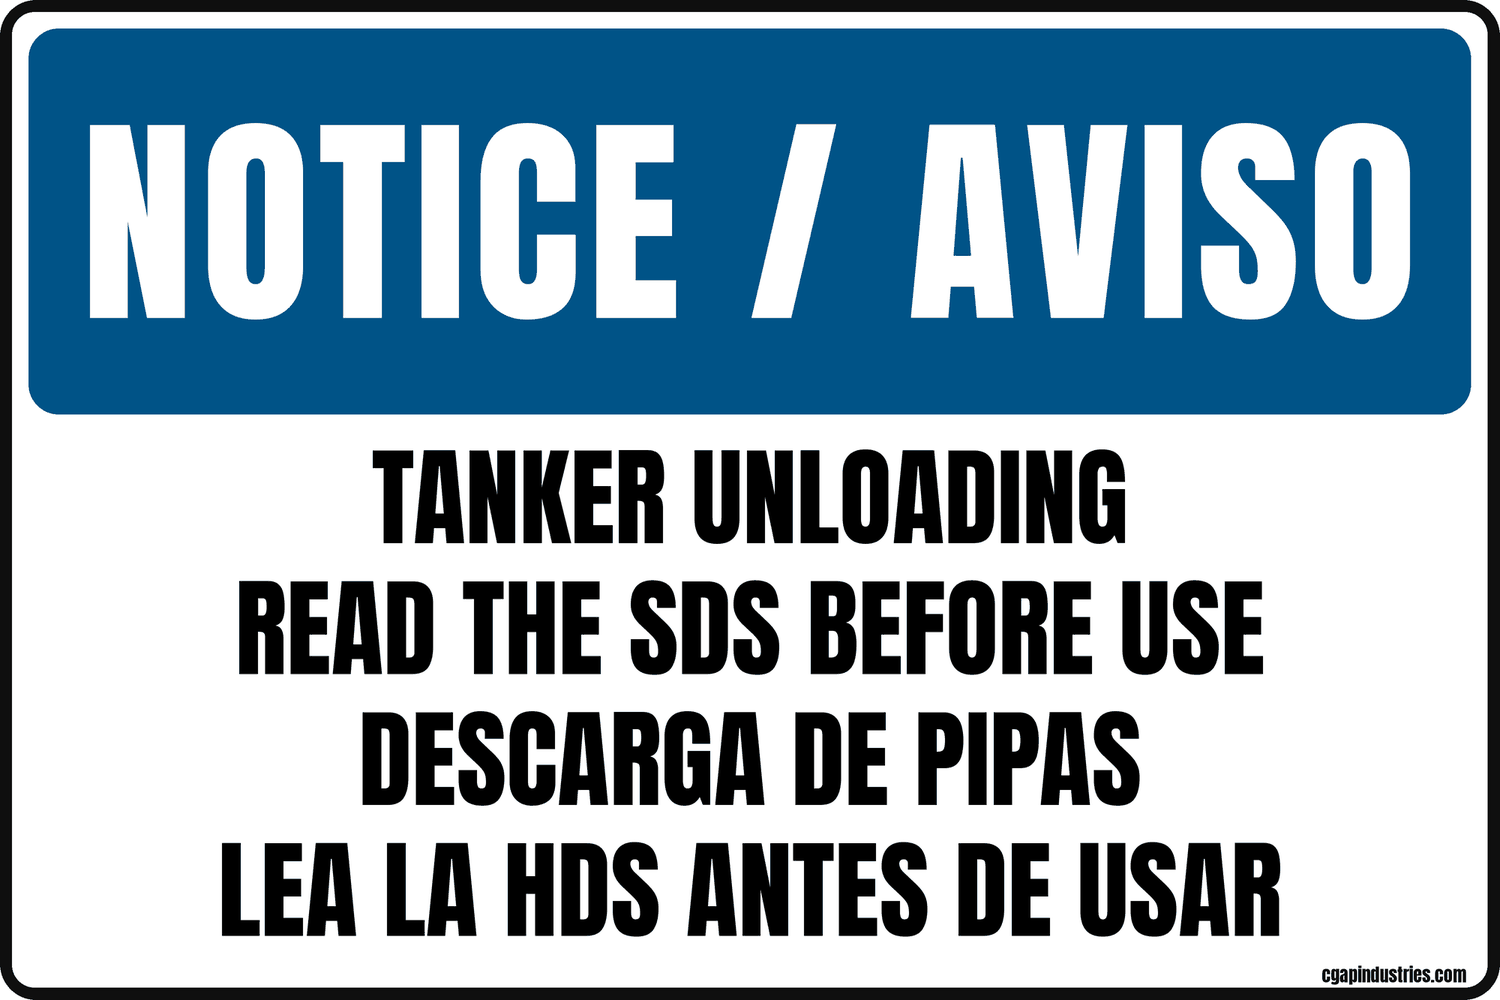 NOTICE / AVISO
TANKER UNLOADING
READ THE SDS BEFORE USE
DESCARGA DE PIPAS
LEA LA HDS ANTES DE USAR
cgapindustries.com